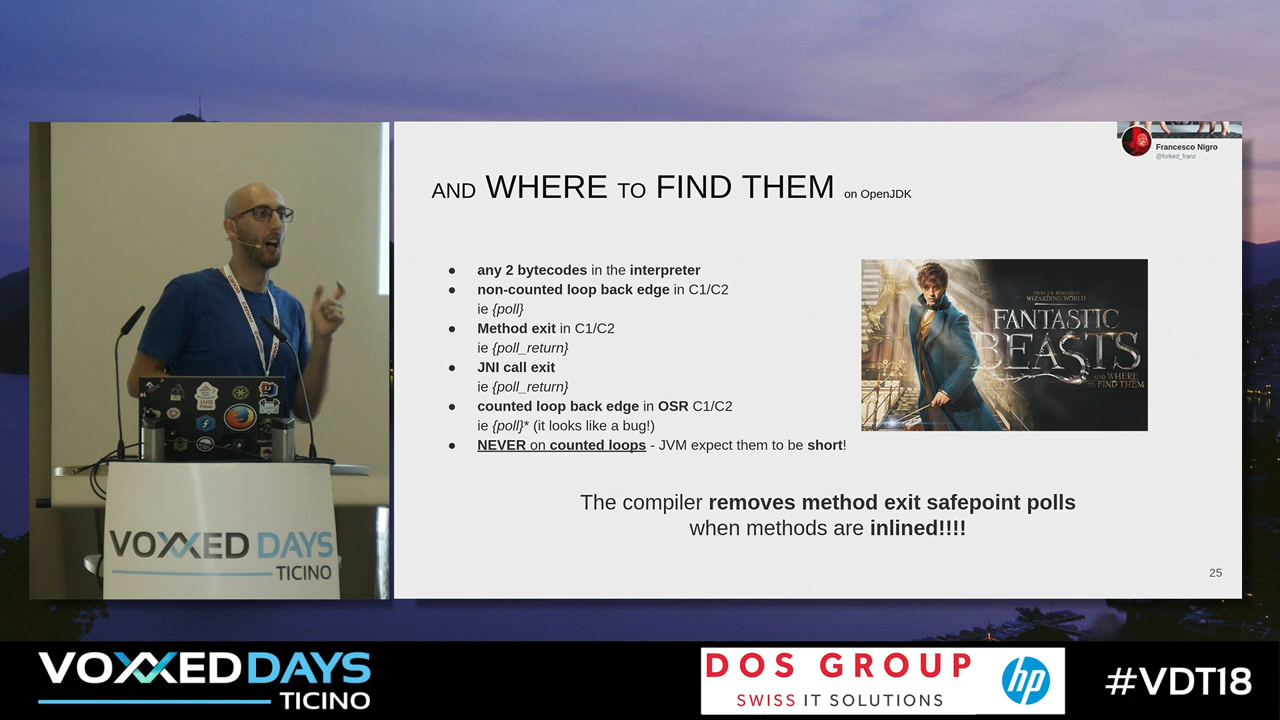 Francesco Nigro
@forked_franz
AND WHERE TO FIND THEM on OpenJDK
● any 2 bytecodes in the interpreter
● non-counted loop back edge in C1/C2
ie {poll}
● Method exit in C1/C2
ie {poll_return}
● JNI call exit
ie {poll_return}
● counted loop back edge in OSR C1/C2
ie {poll}* (it looks like a bug!)
● NEVER on counted loops - JVM expect them to be short!
FROM J.K. ROWLING'S
WIZARDING WORLD
FANTASTIC
BEASTS
AND WHERE
TO FIND THEM
The compiler removes method exit safepoint polls
when methods are inlined!!!!
25
VOXXED DAYS
TICINO
VOXXED DAYS
TICINO
DOS GROUP
SWISS IT SOLUTIONS
hp
#VDT18